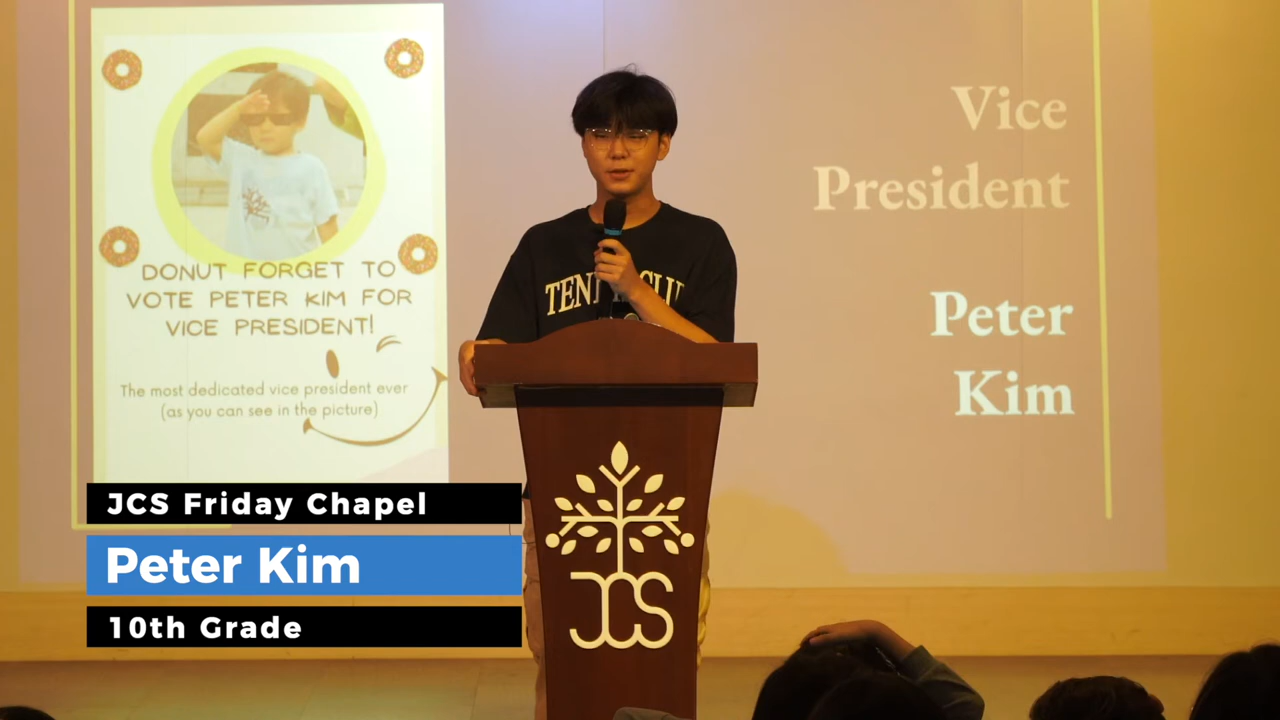 Vice
President
Peter
Kim
DONUT FORGET TO
VOTE PETER KIM FOR
VICE PRESIDENT!
The most dedicated vice president ever
(as you can see in the picture)
JCS
JCS Friday Chapel
Peter Kim
10th Grade